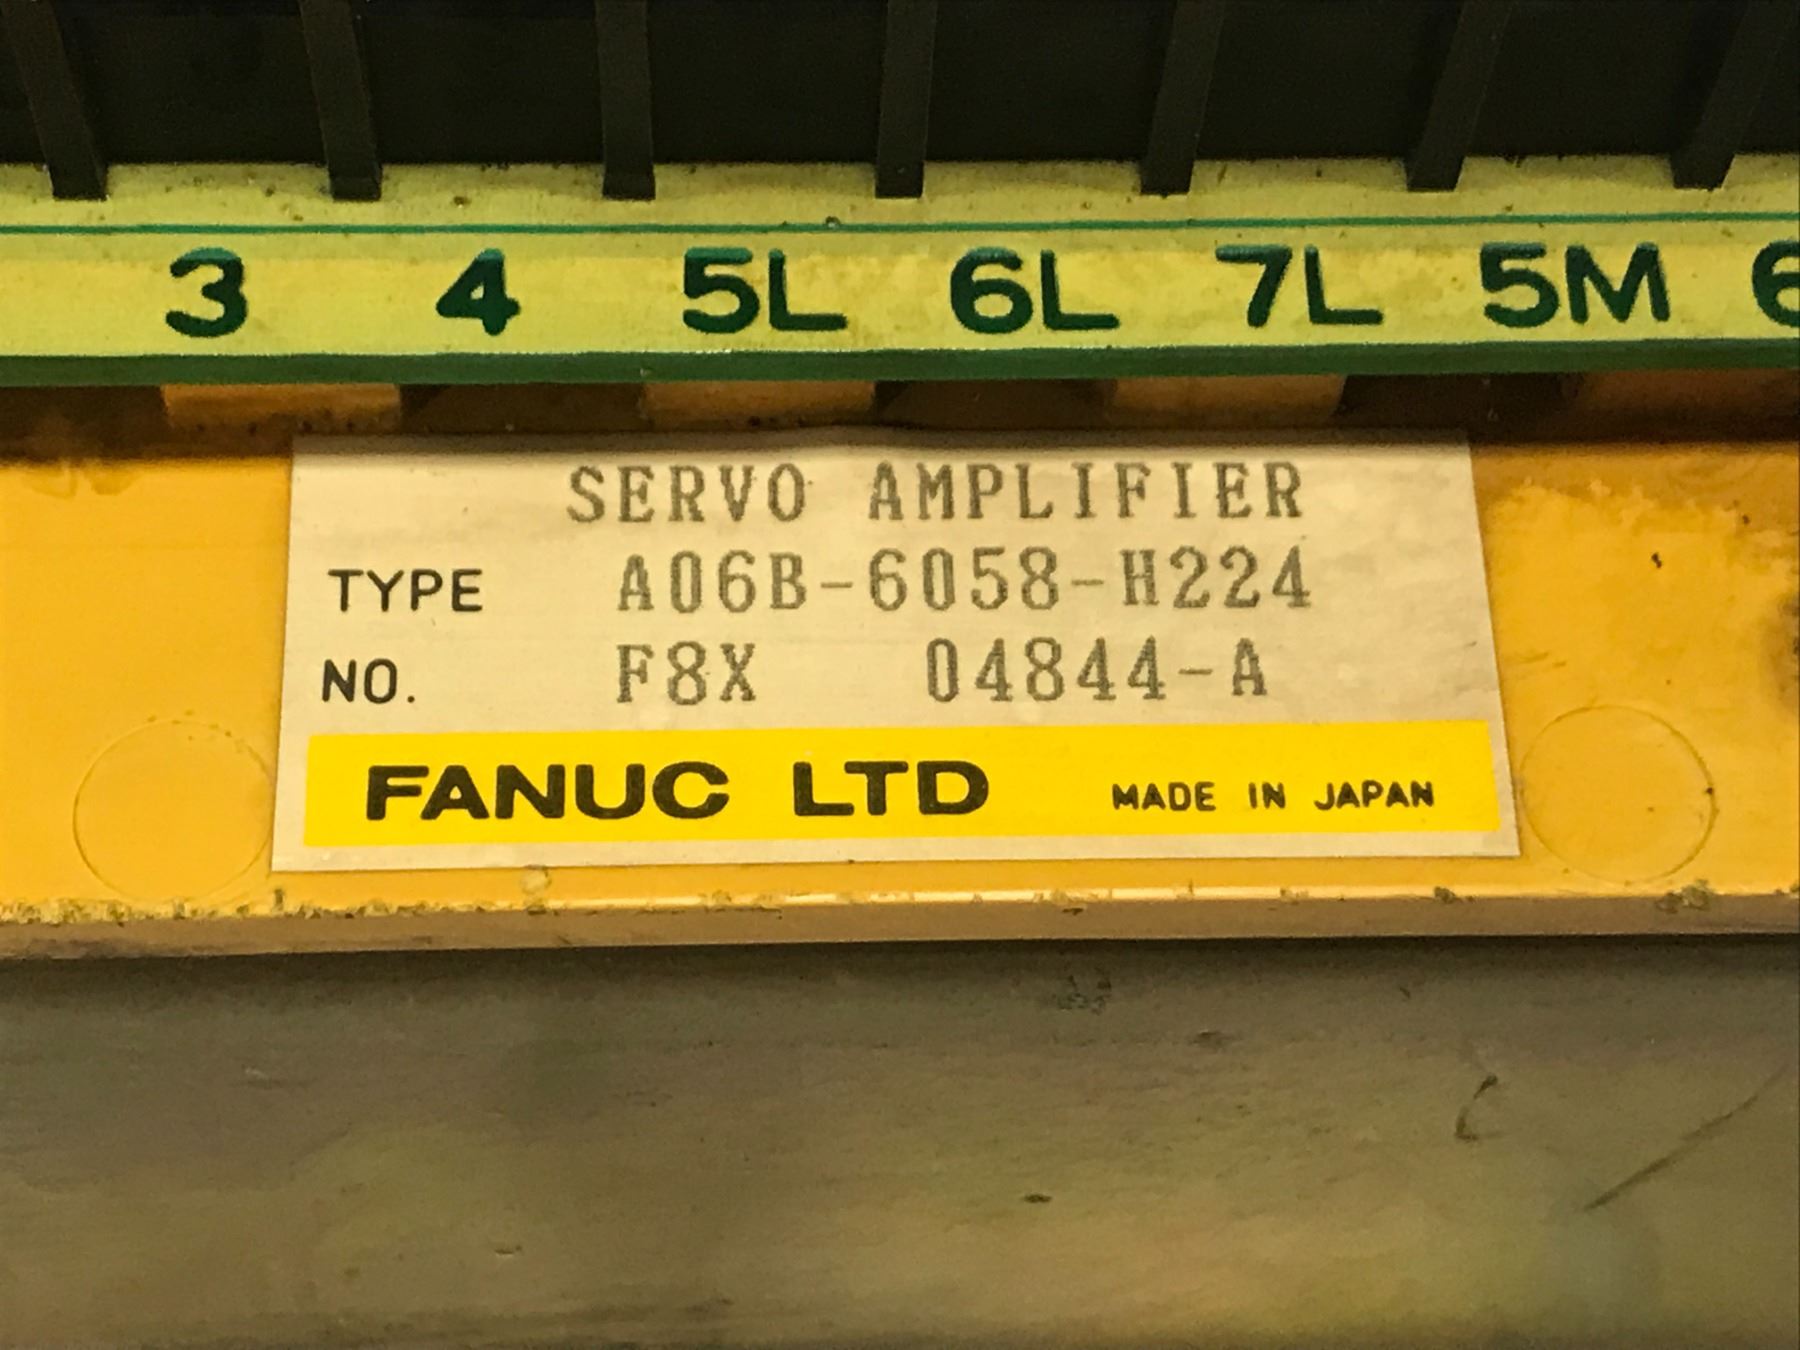 3 4 5L 6L 7L 5M 6
SERVO AMPLIFIER
TYPE A06B-6058-H224
NO. F8X 04844-A
FANUC LTD MADE IN JAPAN